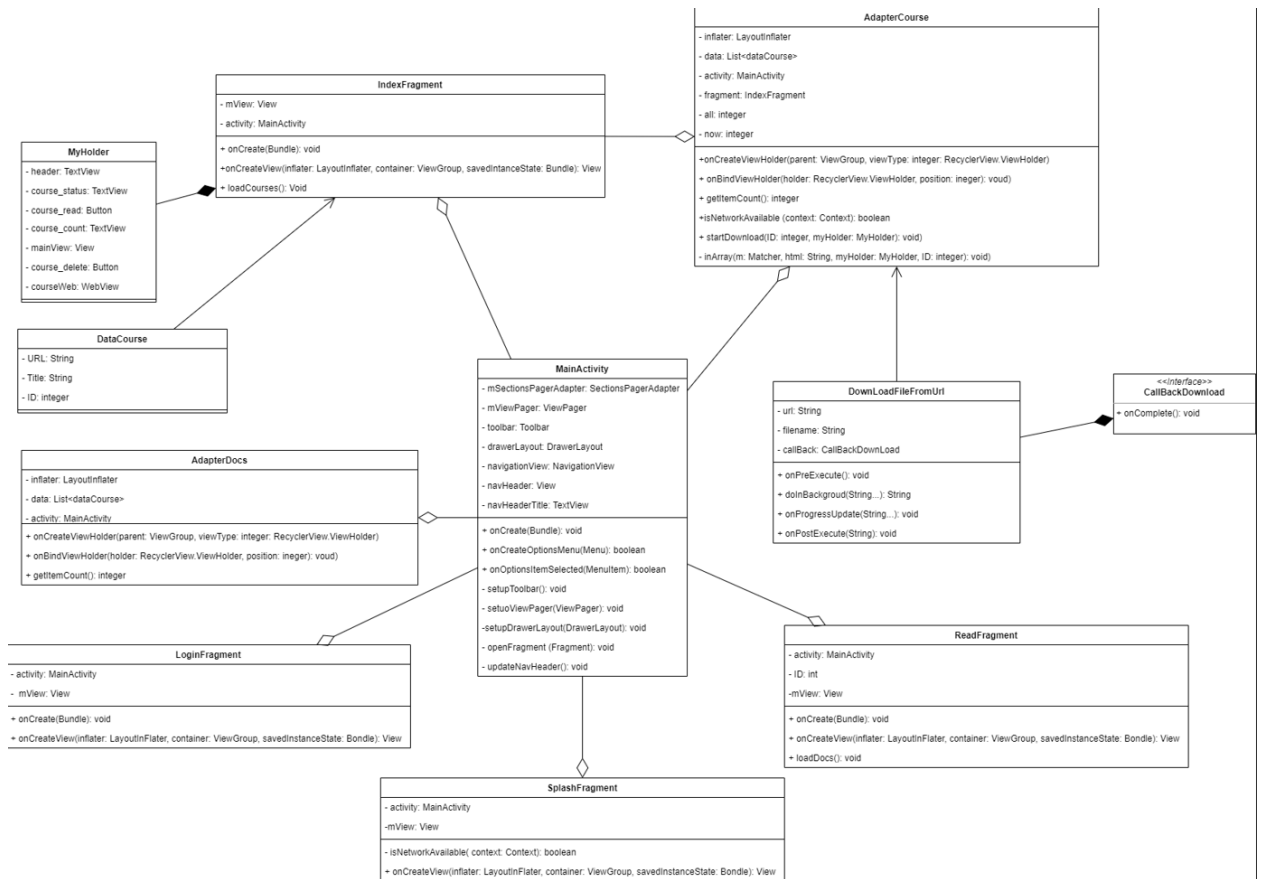 AdapterCourse
- inflater: LayoutInflater
- data: List<dataCourse>
- activity: MainActivity
- fragment: IndexFragment
- all: integer
- now: integer
+onCreateViewHolder(parent: ViewGroup, viewType: integer: RecyclerView.ViewHolder)
+ onBindViewHolder(holder: RecyclerView.ViewHolder, position: ineger): voud)
+ getItemCount(): integer
+isNetworkAvailable (context: Context): boolean
+ startDownload(ID: integer, myHolder: MyHolder): void)
- inArray(m: Matcher, html: String, myHolder: MyHolder, ID: integer): void)
IndexFragment
- mView: View
- activity: MainActivity
+ onCreate(Bundle): void
+onCreateView(inflater: LayoutInflater, container: ViewGroup, savedIntanceState: Bundle): View
+ loadCourses(): Void
MyHolder
- header: TextView
- course_status: TextView
- course_read: Button
- course_count: TextView
- mainView: View
- course_delete: Button
- courseWeb: WebView
DataCourse
- URL: String
- Title: String
- ID: integer
MainActivity
- mSectionsPagerAdapter: SectionsPagerAdapter
- mViewPager: ViewPager
- toolbar: Toolbar
- drawerLayout: DrawerLayout
- navigationView: NavigationView
- navHeader: View
- navHeaderTitle: TextView
+ onCreate(Bundle): void
+ onCreateOptionsMenu(Menu): boolean
+ onOptionsItemSelected(MenuItem): boolean
- setupToolbar(): void
- setuoViewPager(ViewPager): void
-setupDrawerLayout(DrawerLayout): void
- openFragment (Fragment): void
- updateNavHeader(): void
DownLoadFileFromUrl
- url: String
- filename: String
- callBack: CallBackDownLoad
+ onPreExecute(): void
+ doInBackgroud(String...): String
+ onProgressUpdate(String...): void
+ onPostExecute(String): void
<<interface>>
CallBackDownload
+ onComplete(): void
AdapterDocs
- inflater: LayoutInflater
- data: List<dataCourse>
- activity: MainActivity
+ onCreateViewHolder(parent: ViewGroup, viewType: integer: RecyclerView.ViewHolder)
+ onBindViewHolder(holder: RecyclerView.ViewHolder, position: ineger): voud)
+ getItemCount(): integer
LoginFragment
- activity: MainActivity
- mView: View
+ onCreate(Bundle): void
+ onCreateView(inflater: LayoutInFlater, container: ViewGroup, savedInstanceState: Bondle): View
ReadFragment
- activity: MainActivity
- ID: int
-mView: View
+ onCreate(Bundle): void
+ onCreateView(inflater: LayoutInFlater, container: ViewGroup, savedInstanceState: Bondle): View
+ loadDocs(): void
SplashFragment
- activity: MainActivity
-mView: View
- isNetworkAvailable( context: Context): boolean
+ onCreateView(inflater: LayoutInFlater, container: ViewGroup, savedInstanceState: Bondle): View